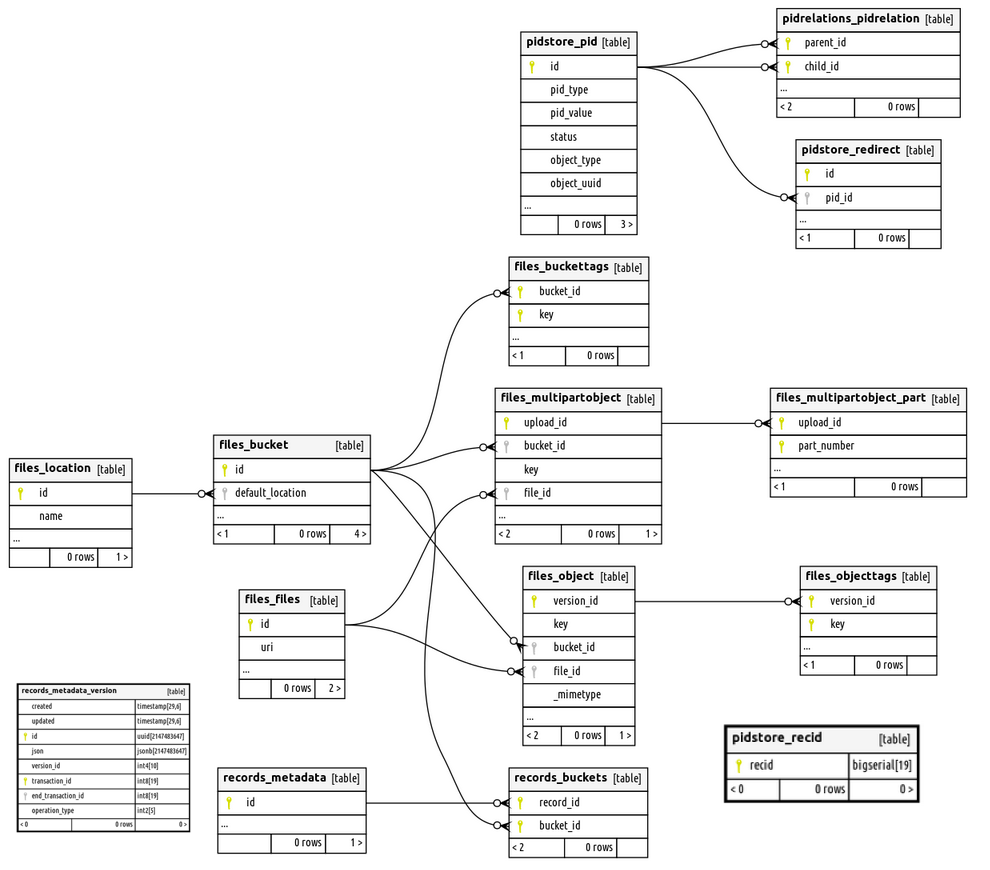 pidrelations_pidrelation [table]
parent_id
child_id
...
< 2 0 rows
pidstore_pid [table]
id
pid_type
pid_value
status
object_type
object_uuid
...
0 rows 3 >
pidstore_redirect [table]
id
pid_id
...
< 1 0 rows
files_buckettags [table]
bucket_id
key
...
< 1 0 rows
files_multipartobject [table]
upload_id
bucket_id
key
file_id
...
< 2 0 rows 1 >
files_multipartobject_part [table]
upload_id
part_number
...
< 1 0 rows
files_bucket [table]
id
default_location
...
< 1 0 rows 4 >
files_location [table]
id
name
...
0 rows 1 >
files_object [table]
version_id
key
bucket_id
file_id
_mimetype
...
< 2 0 rows 1 >
files_objecttags [table]
version_id
key
...
< 1 0 rows
files_files [table]
id
uri
...
0 rows 2 >
records_metadata_version [table]
created timestamp[29,6]
updated timestamp[29,6]
id uuid[2147483647]
json jsonb[2147483647]
version_id int4[10]
transaction_id int8[19]
end_transaction_id int8[19]
operation_type int2[5]
< 0 0 rows 0 >
pidstore_recid [table]
recid bigserial[19]
< 0 0 rows 0 >
records_metadata [table]
id
...
0 rows 1 >
records_buckets [table]
record_id
bucket_id
< 2 0 rows